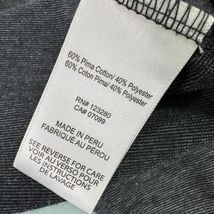 60% Pima Cotton/ 40% Polyester
60% Coton Pima/ 40% Polyester
RN# 123280
CA# 07099
MADE IN PERU
FABRIQUÉ AU PÉROU
SEE REVERSE FOR CARE
VOIR AU VERSO POUR
LES INSTRUCTIONS
DE LAVAGE